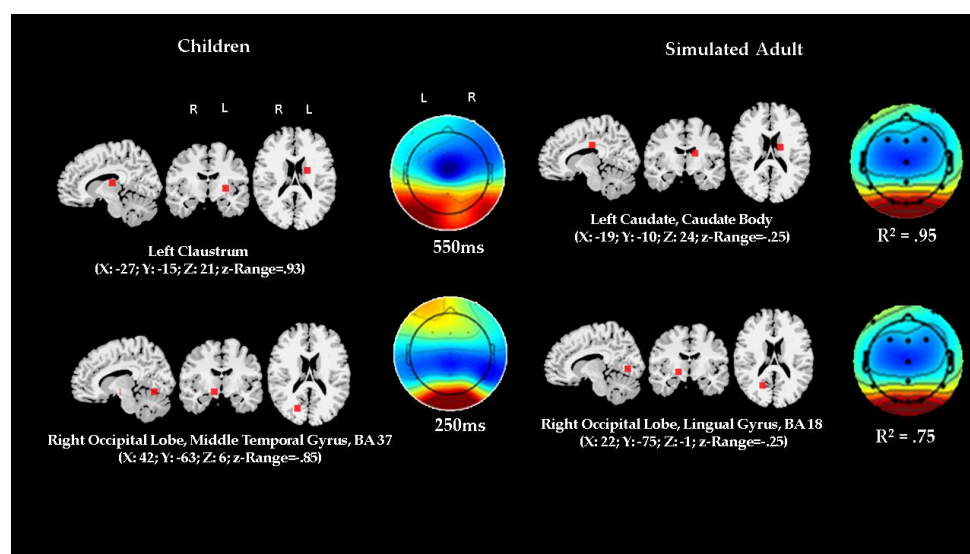 Children
Simulated Adult
R L R L
L R
Left Claustrum
(X: -27; Y: -15; Z: 21; z-Range=.93)
550ms
Left Caudate, Caudate Body
(X: -19; Y: -10; Z: 24; z-Range=-.25)
R² = .95
Right Occipital Lobe, Middle Temporal Gyrus, BA 37
(X: 42; Y: -63; Z: 6; z-Range=-.85)
250ms
Right Occipital Lobe, Lingual Gyrus, BA 18
(X: 22; Y: -75; Z: -1; z-Range=-.25)
R² = .75